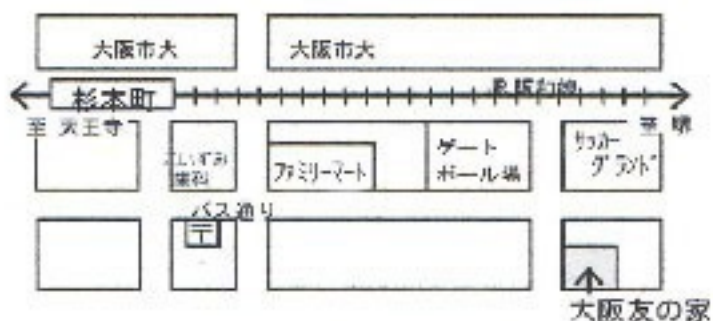 大阪市大
大阪市大
杉本町
JR阪和線
至 天王寺
至 堺
こいずみ
歯科
ファミリーマート
ゲート
ボール場
サッカー
グランド
バス通り
〒
大阪友の家